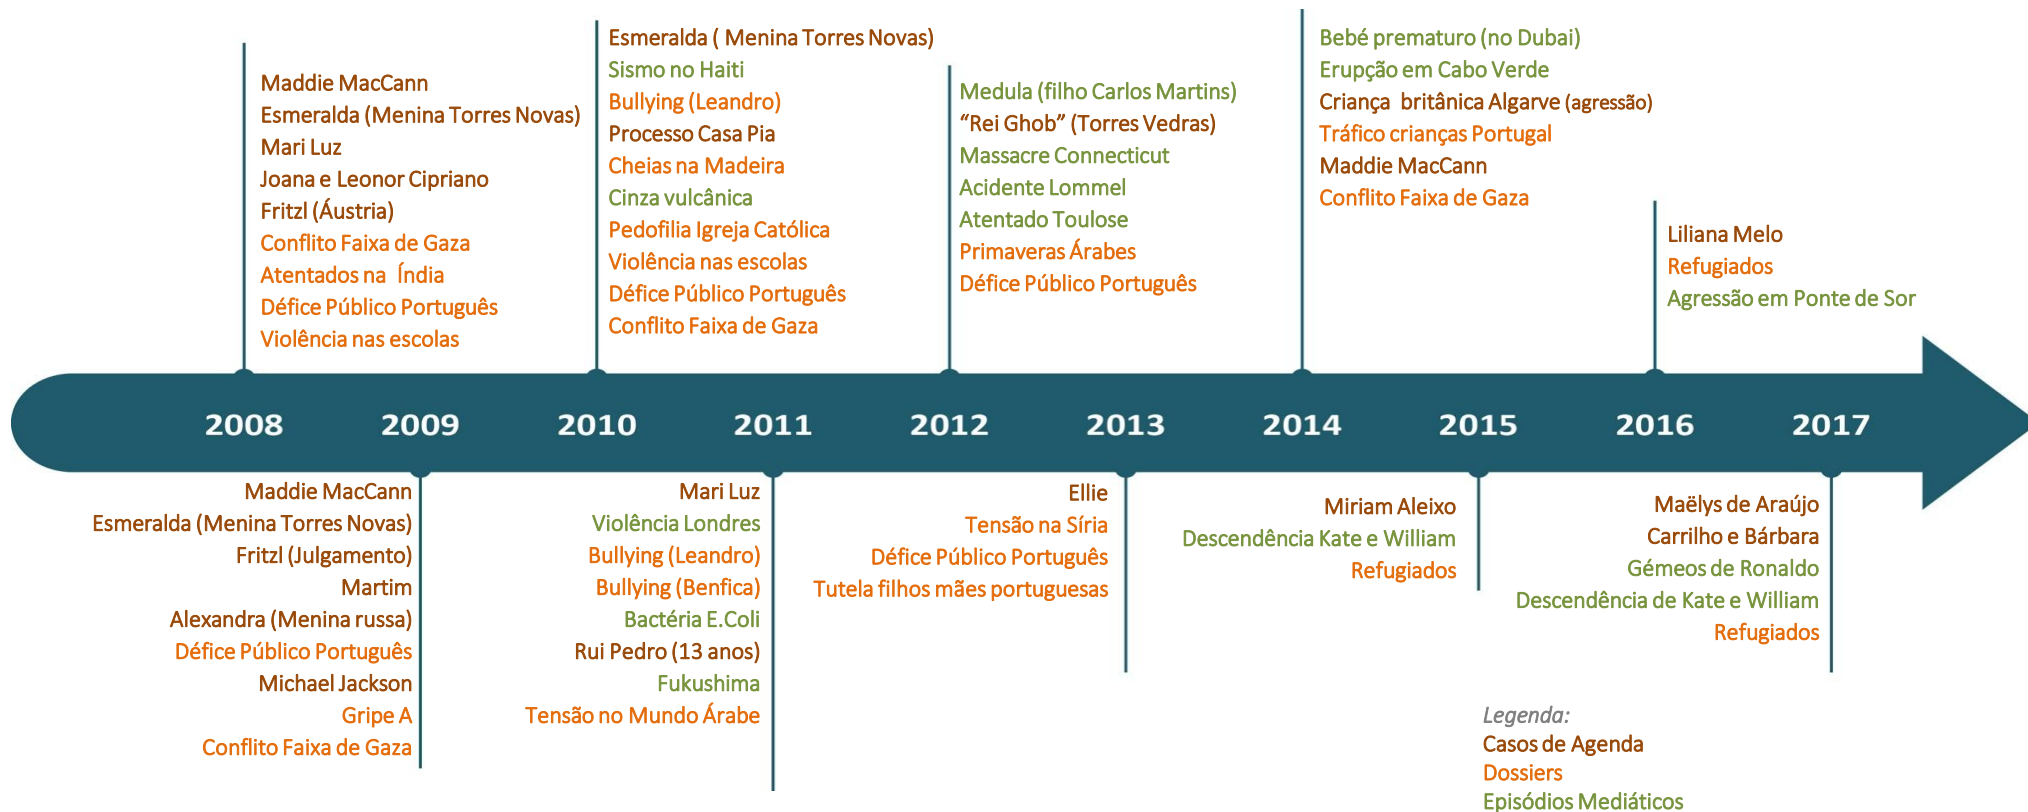 Maddie MacCann
Esmeralda (Menina Torres Novas)
Mari Luz
Joana e Leonor Cipriano
Fritzl (Áustria)
Conflito Faixa de Gaza
Atentados na Índia
Défice Público Português
Violência nas escolas
Esmeralda ( Menina Torres Novas)
Sismo no Haiti
Bullying (Leandro)
Processo Casa Pia
Cheias na Madeira
Cinza vulcânica
Pedofilia Igreja Católica
Violência nas escolas
Défice Público Português
Conflito Faixa de Gaza
Medula (filho Carlos Martins)
“Rei Ghob” (Torres Vedras)
Massacre Connecticut
Acidente Lommel
Atentado Toulose
Primaveras Árabes
Défice Público Português
Bebé prematuro (no Dubai)
Erupção em Cabo Verde
Criança britânica Algarve (agressão)
Tráfico crianças Portugal
Maddie MacCann
Conflito Faixa de Gaza
Liliana Melo
Refugiados
Agressão em Ponte de Sor
2008 2009 2010 2011 2012 2013 2014 2015 2016 2017
Maddie MacCann
Esmeralda (Menina Torres Novas)
Fritzl (Julgamento)
Martim
Alexandra (Menina russa)
Défice Público Português
Michael Jackson
Gripe A
Conflito Faixa de Gaza
Mari Luz
Violência Londres
Bullying (Leandro)
Bullying (Benfica)
Bactéria E.Coli
Rui Pedro (13 anos)
Fukushima
Tensão no Mundo Árabe
Ellie
Tensão na Síria
Défice Público Português
Tutela filhos mães portuguesas
Miriam Aleixo
Descendência Kate e William
Refugiados
Maëlys de Araújo
Carrilho e Bárbara
Gémeos de Ronaldo
Descendência de Kate e William
Refugiados
Legenda:
Casos de Agenda
Dossiers
Episódios Mediáticos